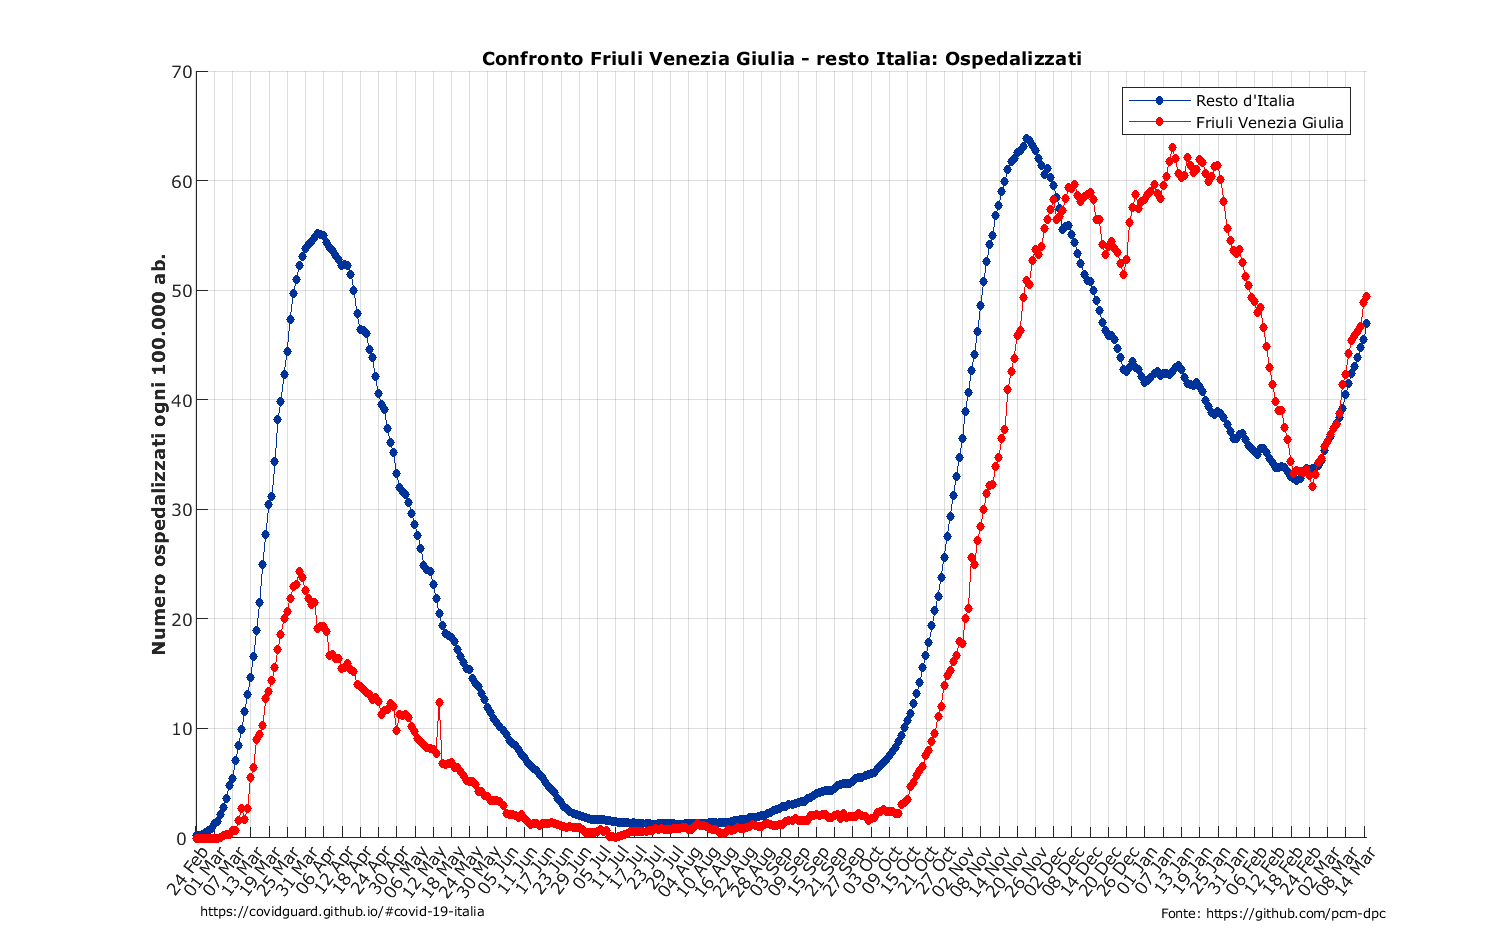 Confronto Friuli Venezia Giulia - resto Italia: Ospedalizzati
Resto d'Italia
Friuli Venezia Giulia
Numero ospedalizzati ogni 100.000 ab.
70
60
50
40
30
20
10
0
24 Feb
01 Mar
07 Mar
13 Mar
19 Mar
25 Mar
31 Mar
06 Apr
12 Apr
18 Apr
24 Apr
30 Apr
06 May
12 May
18 May
24 May
30 May
05 Jun
11 Jun
17 Jun
23 Jun
29 Jun
05 Jul
11 Jul
17 Jul
23 Jul
29 Jul
04 Aug
10 Aug
16 Aug
22 Aug
28 Aug
03 Sep
09 Sep
15 Sep
21 Sep
27 Sep
03 Oct
09 Oct
15 Oct
21 Oct
27 Oct
02 Nov
08 Nov
14 Nov
20 Nov
26 Nov
02 Dec
08 Dec
14 Dec
20 Dec
26 Dec
01 Jan
07 Jan
13 Jan
19 Jan
25 Jan
31 Jan
06 Feb
12 Feb
18 Feb
24 Feb
02 Mar
08 Mar
14 Mar
https://covidguard.github.io/#covid-19-italia
Fonte: https://github.com/pcm-dpc